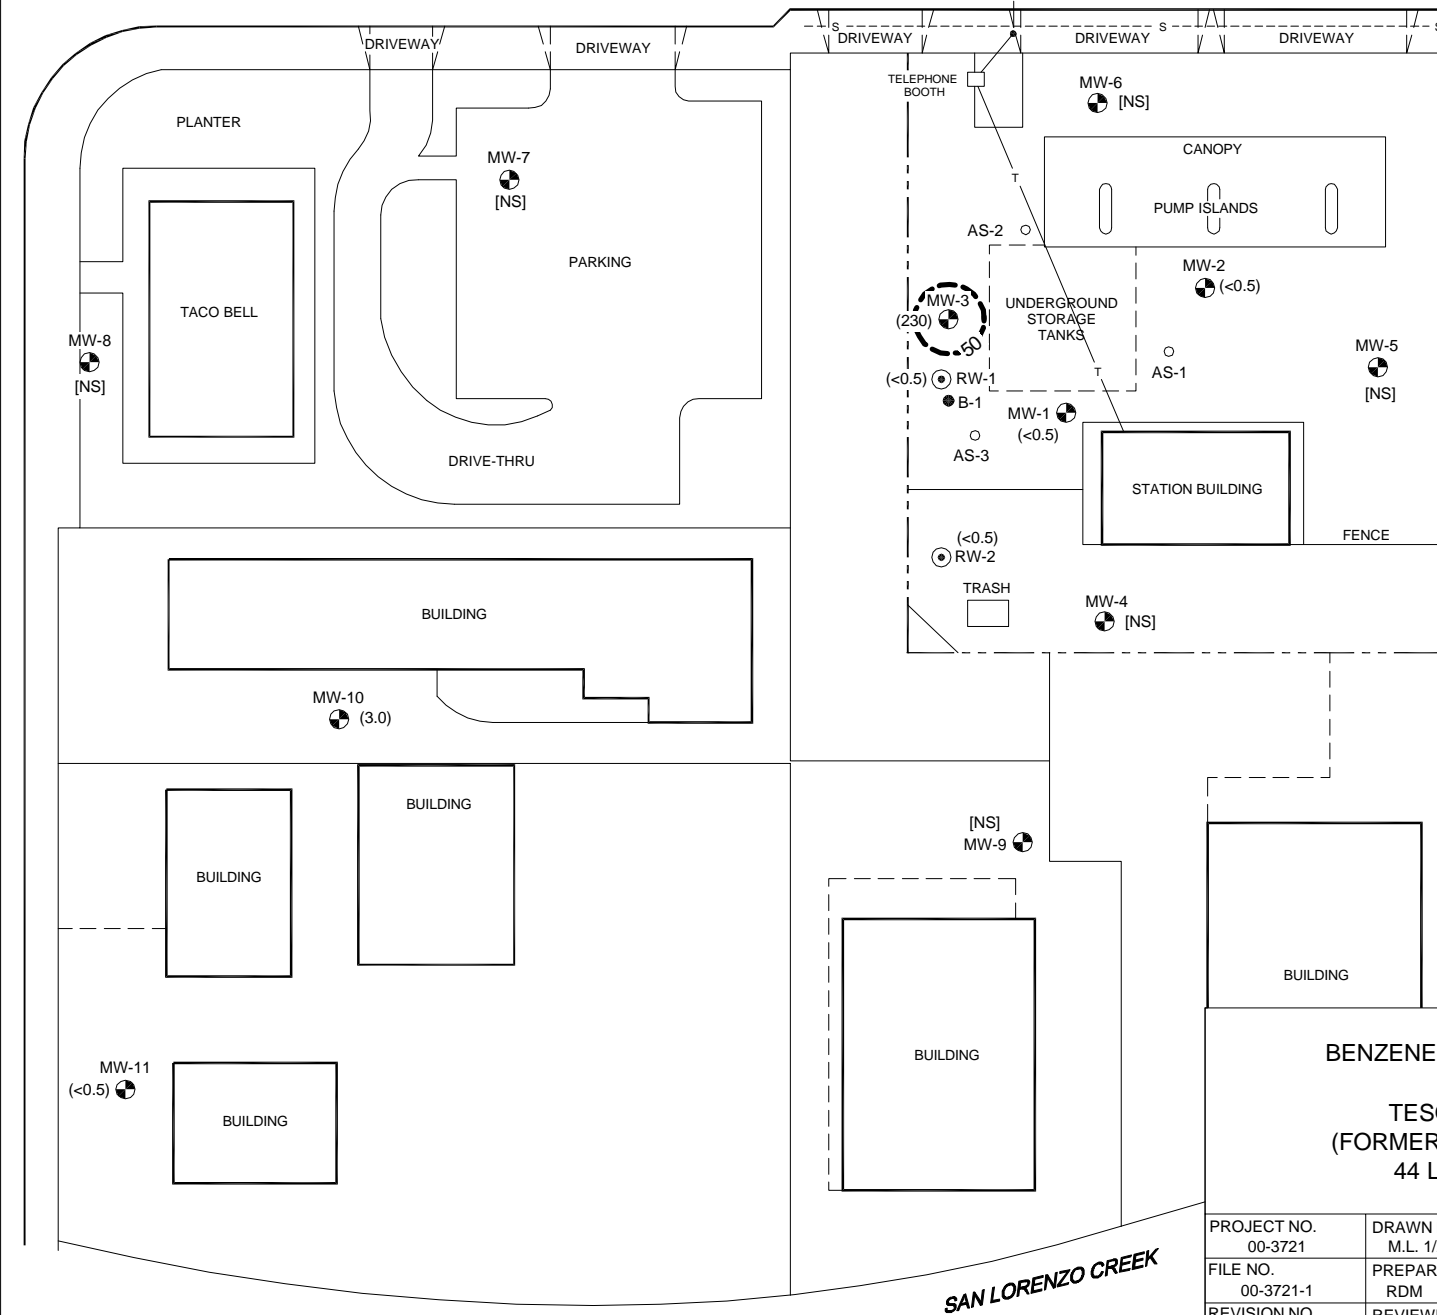 S
S
S
DRIVEWAY
DRIVEWAY
DRIVEWAY
DRIVEWAY
DRIVEWAY
TELEPHONE
BOOTH
MW-6
[NS]
PLANTER
CANOPY
MW-7
[NS]
T
PUMP ISLANDS
AS-2
PARKING
MW-2
(<0.5)
TACO BELL
MW-3
(230)
50
UNDERGROUND
STORAGE
TANKS
MW-8
[NS]
MW-5
[NS]
AS-1
T
(<0.5) RW-1
B-1
MW-1
(<0.5)
AS-3
DRIVE-THRU
STATION BUILDING
FENCE
(<0.5)
RW-2
TRASH
MW-4
[NS]
BUILDING
MW-10
(3.0)
BUILDING
[NS]
MW-9
BUILDING
BUILDING
BENZENE
MW-11
(<0.5)
BUILDING
BUILDING
TES
(FORMER
44 L
PROJECT NO.
00-3721
DRAWN
M.L. 1/
FILE NO.
00-3721-1
PREPAR
RDM
REVISION NO.
REVIEW
SAN LORENZO CREEK